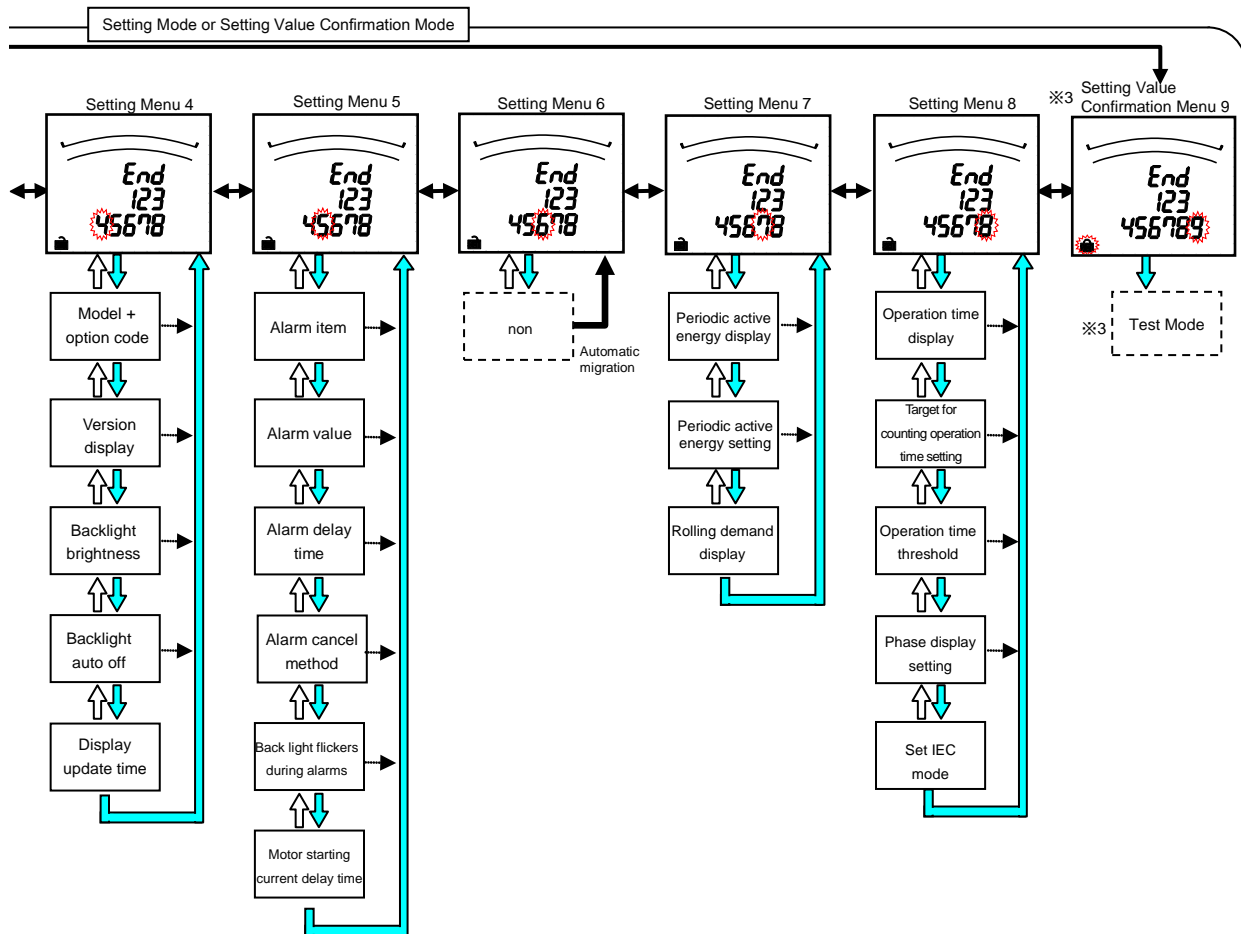 Setting Mode or Setting Value Confirmation Mode
Setting Menu 4
End
123
45678
Model +
option code
Version
display
Backlight
brightness
Backlight
auto off
Display
update time
Setting Menu 5
End
123
45678
Alarm item
Alarm value
Alarm delay
time
Alarm cancel
method
Back light flickers
during alarms
Motor starting
current delay time
Setting Menu 6
End
123
45678
non
Automatic
migration
Setting Menu 7
End
123
45678
Periodic active
energy display
Periodic active
energy setting
Rolling demand
display
Setting Menu 8
End
123
45678
Operation time
display
Target for
counting operation
time setting
Operation time
threshold
Phase display
setting
Set IEC
mode
※3 Setting Value
Confirmation Menu 9
End
123
456789
※3 Test Mode